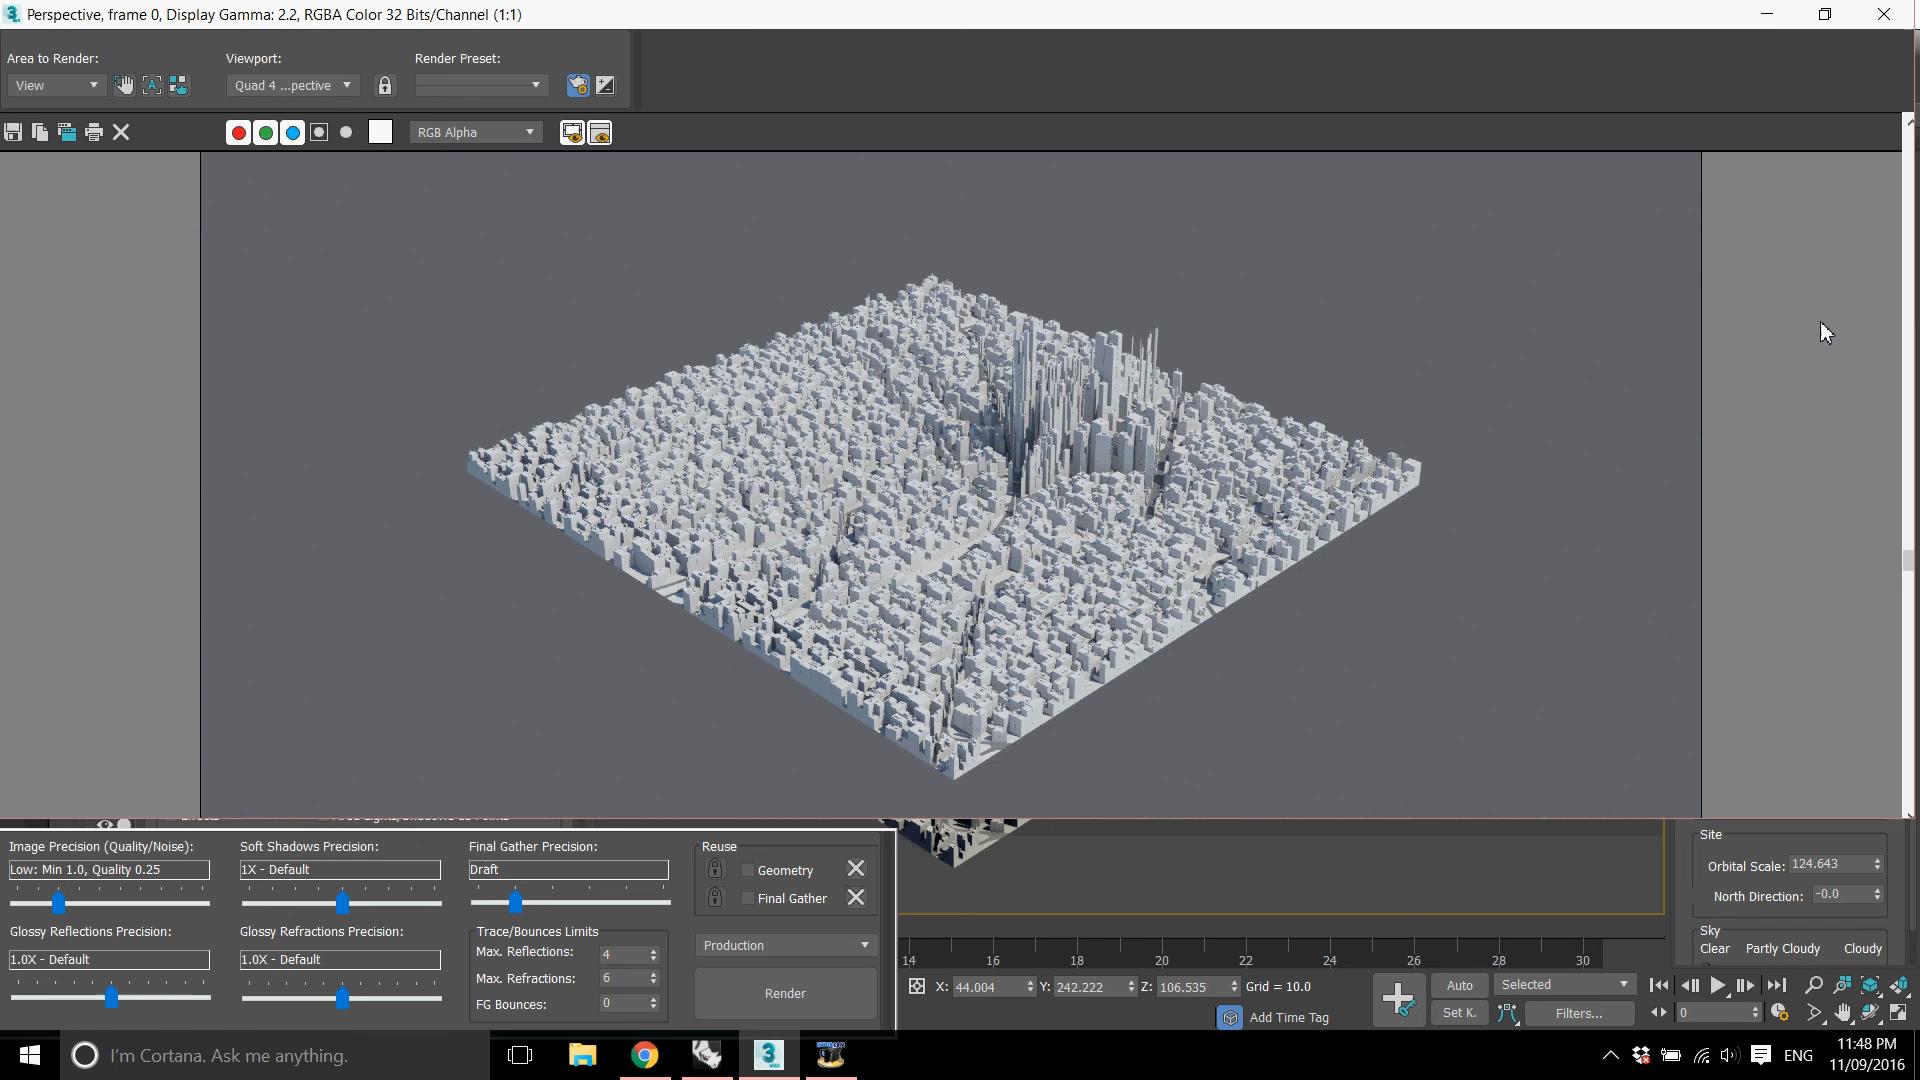 Perspective, frame 0, Display Gamma: 2.2, RGBA Color 32 Bits/Channel (1:1)
Area to Render:
Viewport:
Render Preset:
View
Quad 4 ...pective
RGB Alpha
Image Precision (Quality/Noise):
Soft Shadows Precision:
Final Gather Precision:
Reuse
Low: Min 1.0, Quality 0.25
1X - Default
Draft
Geometry
Final Gather
Glossy Reflections Precision:
Glossy Refractions Precision:
Trace/Bounces Limits
1.0X - Default
1.0X - Default
Max. Reflections: 4
Max. Refractions: 6
FG Bounces: 0
Production
Render
Site
Orbital Scale: 124.643
North Direction: -0.0
Sky
Clear Partly Cloudy Cloudy
14 16 18 20 22 24 26 28 30
X: 44.004 Y: 242.222 Z: 106.535 Grid = 10.0
Add Time Tag
Auto Selected
Set K. Filters...
0
I'm Cortana. Ask me anything.
ENG
11:48 PM
11/09/2016